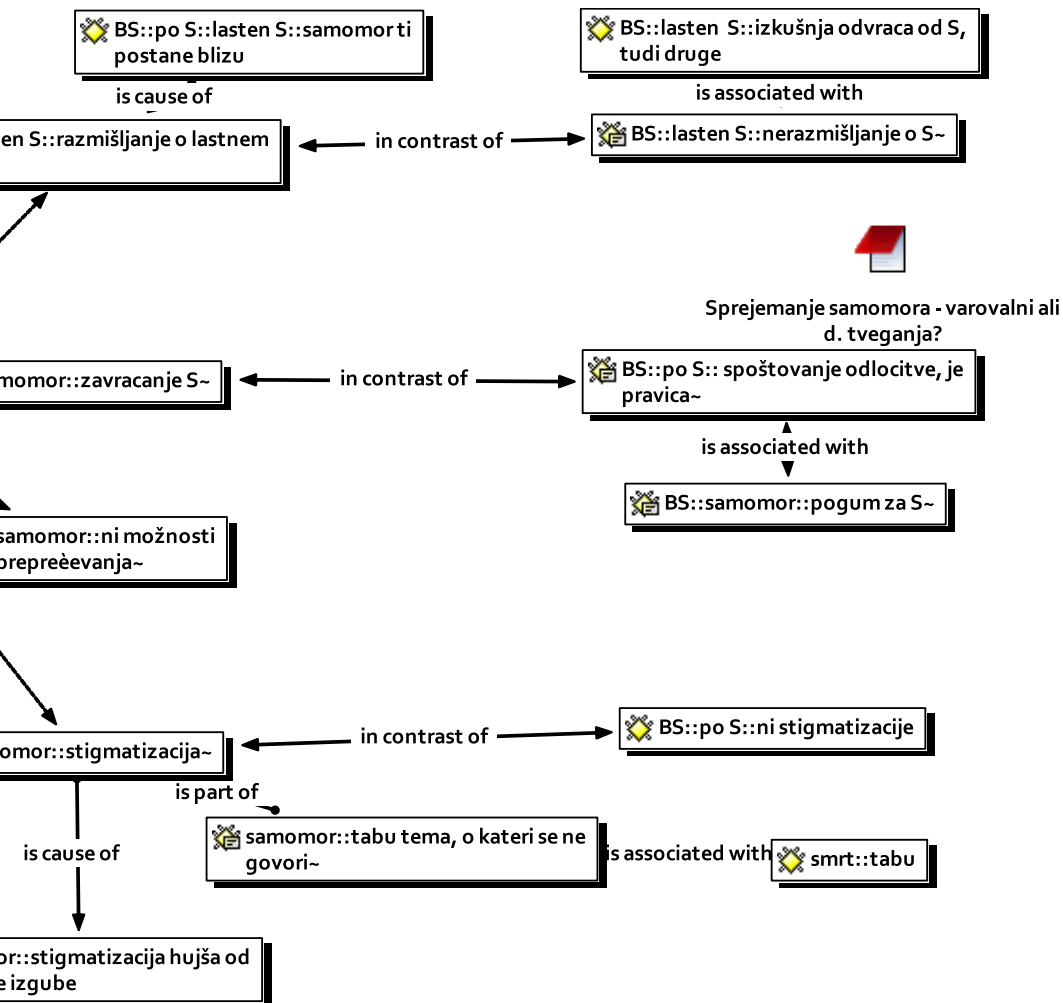 BS::po S::lasten S::samomor ti
postane blizu
BS::lasten S::izkušnja odvraca od S,
tudi druge
is cause of
is associated with
en S::razmišljanje o lastnem
in contrast of
BS::lasten S::nerazmišljanje o S~
Sprejemanje samomora - varovalni ali
d. tveganja?
momor::zavracanje S~
in contrast of
BS::po S:: spoštovanje odlocitve, je
pravica~
is associated with
BS::samomor::pogum za S~
samomor::ni možnosti
prepreèevanja~
omor::stigmatizacija~
in contrast of
BS::po S::ni stigmatizacije
is part of
is cause of
samomor::tabu tema, o kateri se ne
govori~
is associated with
smrt::tabu
or::stigmatizacija hujša od
e izgube